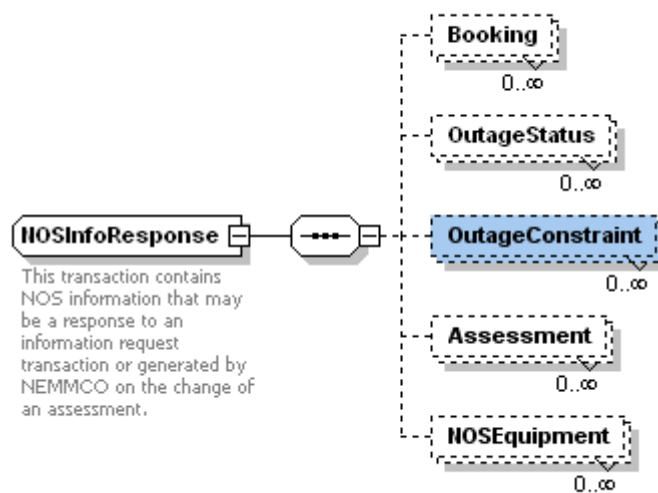 Booking
0..∞
OutageStatus
0..∞
NOSInfoResponse
OutageConstraint
0..∞
This transaction contains
NOS information that may
be a response to an
information request
transaction or generated by
NEMMCO on the change of
an assessment.
Assessment
0..∞
NOSEquipment
0..∞